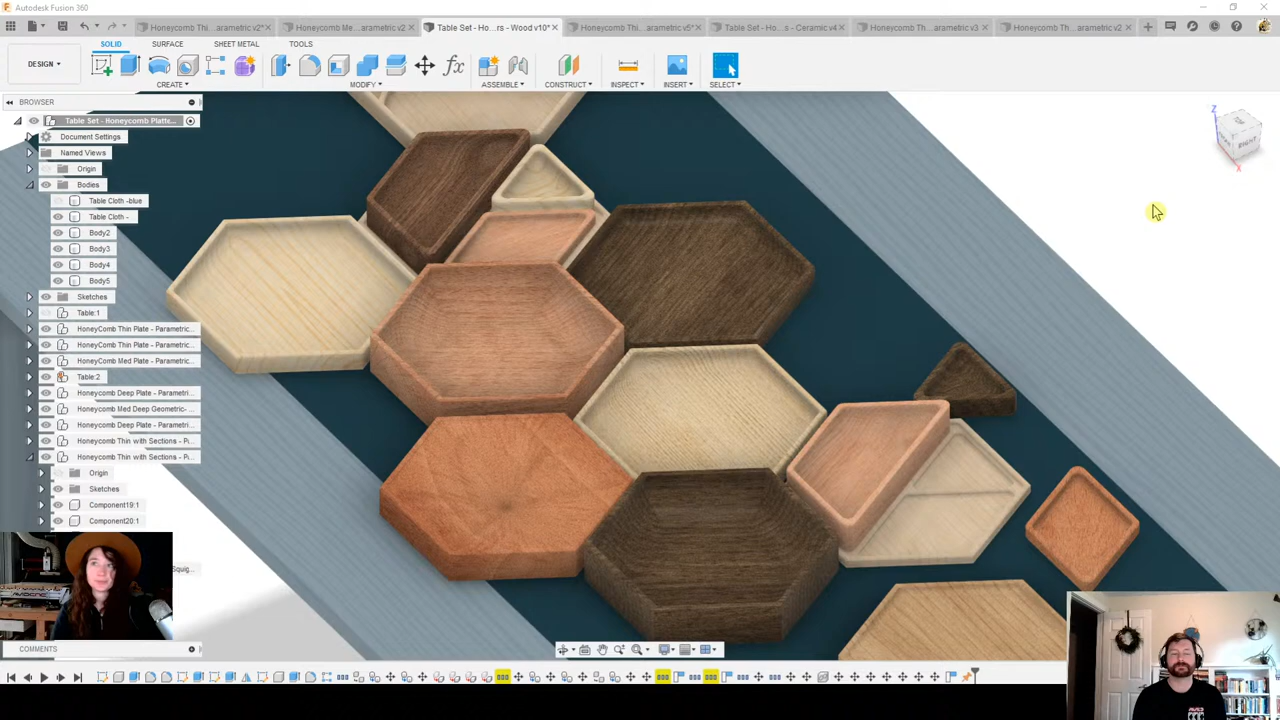 Autodesk Fusion 360
Honeycomb Thi...arametric v2*
Honeycomb Me...arametric v2
Table Set - Ho...rs - Wood v10*
Honeycomb Thi...arametric v5*
Table Set - Ho...s - Ceramic v4
Honeycomb Th...arametric v3
Honeycomb Th...arametric v2
SOLID
SURFACE
SHEET METAL
TOOLS
DESIGN
CREATE
MODIFY
ASSEMBLE
CONSTRUCT
INSPECT
INSERT
SELECT
BROWSER
Table Set - Honeycomb Platte...
Document Settings
Named Views
Origin
Bodies
Table Cloth -blue
Table Cloth -
Body2
Body3
Body4
Body5
Sketches
Table:1
HoneyComb Thin Plate - Parametric...
HoneyComb Thin Plate - Parametric...
HoneyComb Med Plate - Parametric...
Table:2
Honeycomb Deep Plate - Parametri...
Honeycomb Med Deep Geometric- ...
Honeycomb Deep Plate - Parametri...
Honeycomb Thin with Sections - P...
Honeycomb Thin with Sections - P...
Origin
Sketches
Component19:1
Component20:1
Squig...
COMMENTS
Z
RIGHT
X